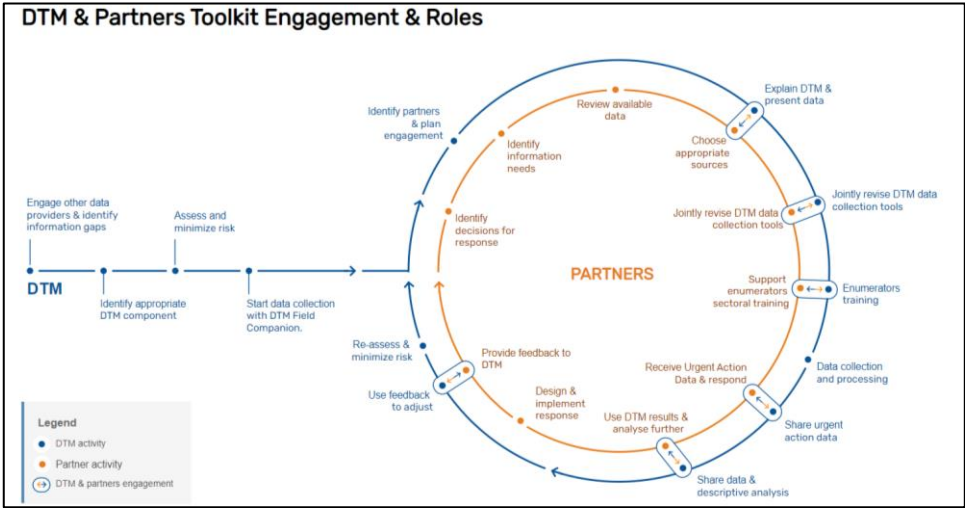 DTM & Partners Toolkit Engagement & Roles
Engage other data
providers & identify
information gaps
Assess and
minimize risk
DTM
Identify appropriate
DTM component
Start data collection
with DTM Field
Companion.
Identify partners
& plan
engagement
Review available
data
Explain DTM &
present data
Identify
information
needs
Choose
appropriate
sources
Identify
decisions for
response
Jointly revise DTM data
collection tools
Jointly revise DTM data
collection tools
PARTNERS
Support
enumerators
sectoral training
Enumerators
training
Re-assess &
minimize risk
Provide feedback to
DTM
Receive Urgent Action
Data & respond
Data collection
and processing
Use feedback
to adjust
Design &
implement
response
Use DTM results &
analyse further
Share urgent
action data
Share data &
descriptive analysis
Legend
DTM activity
Partner activity
DTM & partners engagement